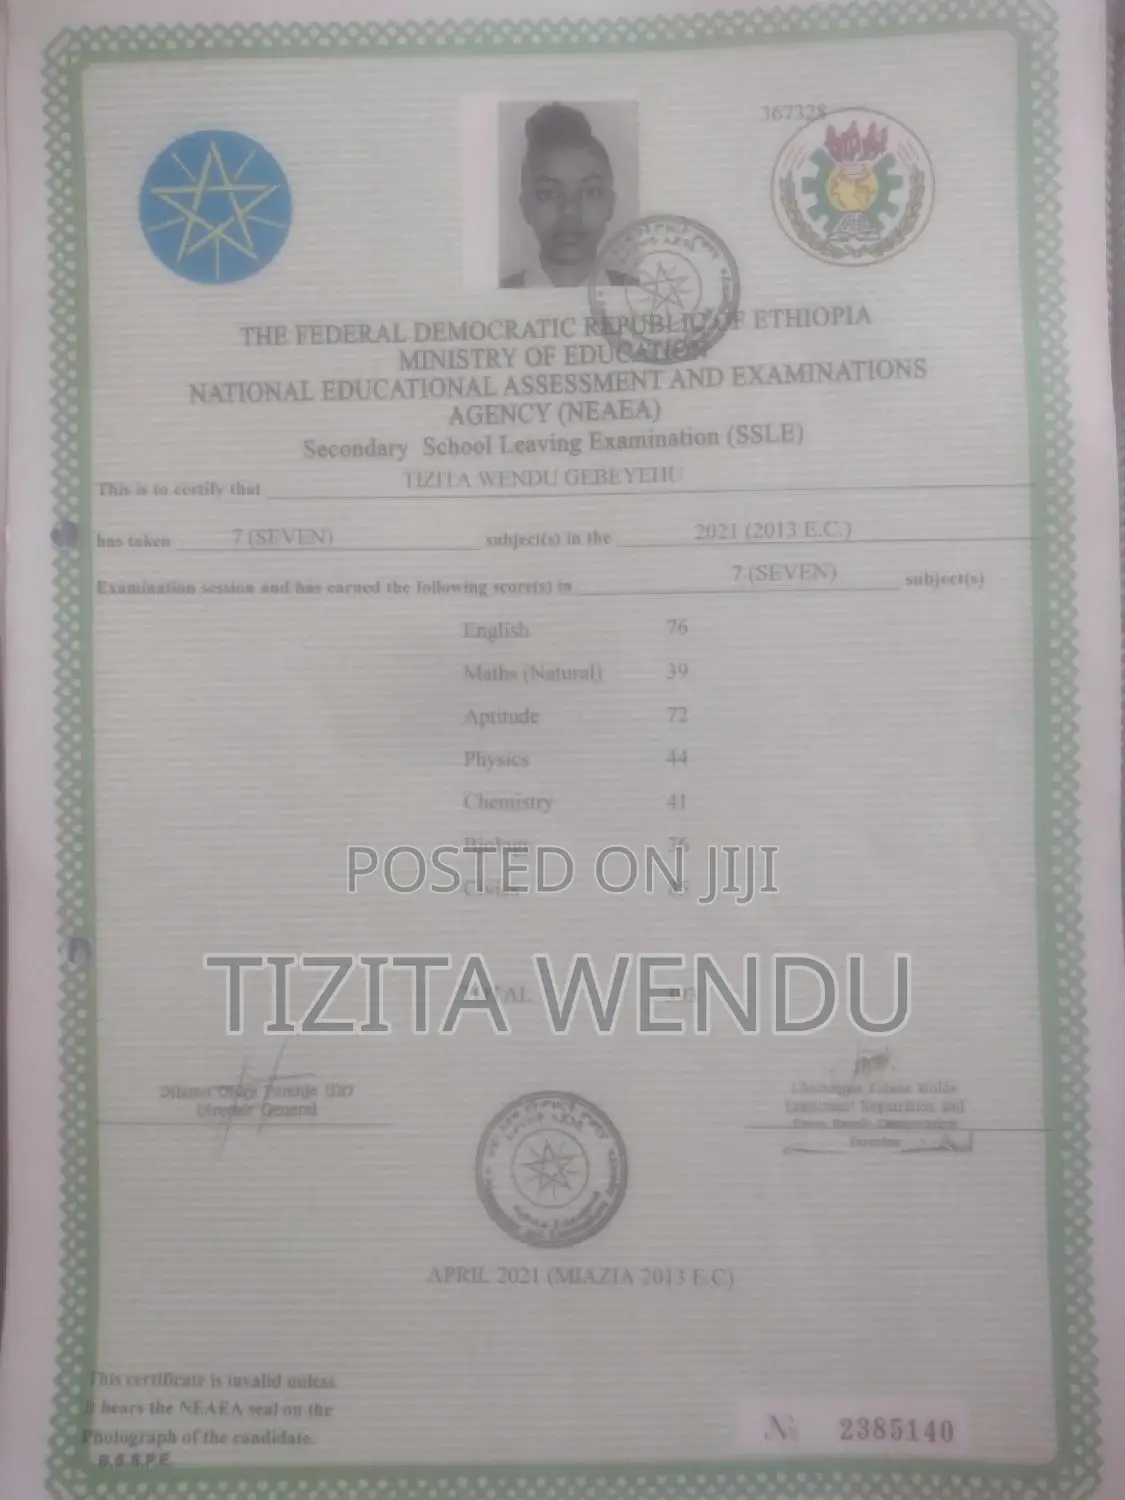 367328
THE FEDERAL DEMOCRATIC REPUBLIC OF ETHIOPIA
MINISTRY OF EDUCATION
NATIONAL EDUCATIONAL ASSESSMENT AND EXAMINATIONS
AGENCY (NEAEA)
Secondary School Leaving Examination (SSLE)
This is to certify that TIZITA WENDU GEBEYEHU
has taken 7 (SEVEN) subject(s) in the 2021 (2013 E.C.)
Examination session and has earned the following score(s) in 7 (SEVEN) subject(s)
English 76
Maths (Natural) 39
Aptitude 72
Physics 44
Chemistry 41
Biology
POSTED ON JIJI
Civics
TIZITA WENDU
TOTAL
Director General
Director
APRIL 2021 (MIAZIA 2013 E.C)
This certificate is invalid unless
it bears the NEAEA seal on the
Photograph of the candidate.
B.S.S.P.E
№ 2385140